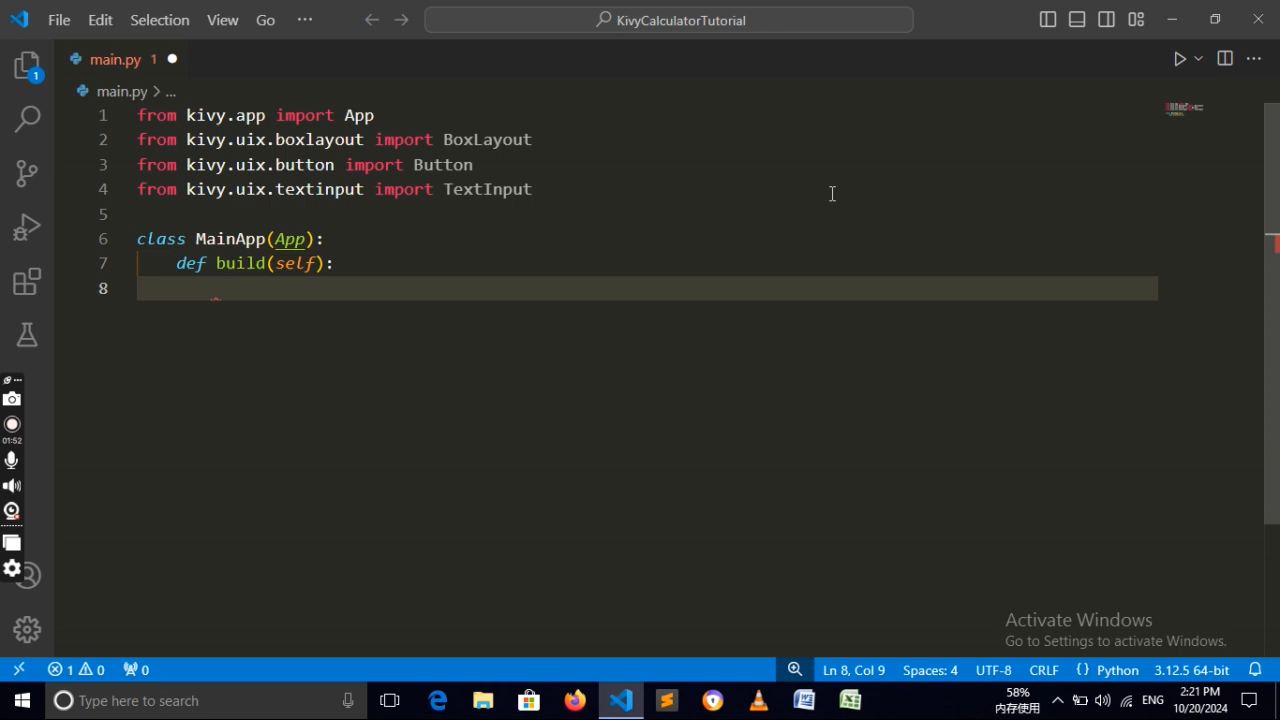 File Edit Selection View Go ··· KivyCalculatorTutorial
main.py 1
main.py > ...
1 from kivy.app import App
2 from kivy.uix.boxlayout import BoxLayout
3 from kivy.uix.button import Button
4 from kivy.uix.textinput import TextInput
5
6 class MainApp(App):
7 def build(self):
8
1
01:52
Activate Windows
Go to Settings to activate Windows.
1 0 0 Ln 8, Col 9 Spaces: 4 UTF-8 CRLF {} Python 3.12.5 64-bit
Type here to search 58% ENG 2:21 PM
内存使用 10/20/2024